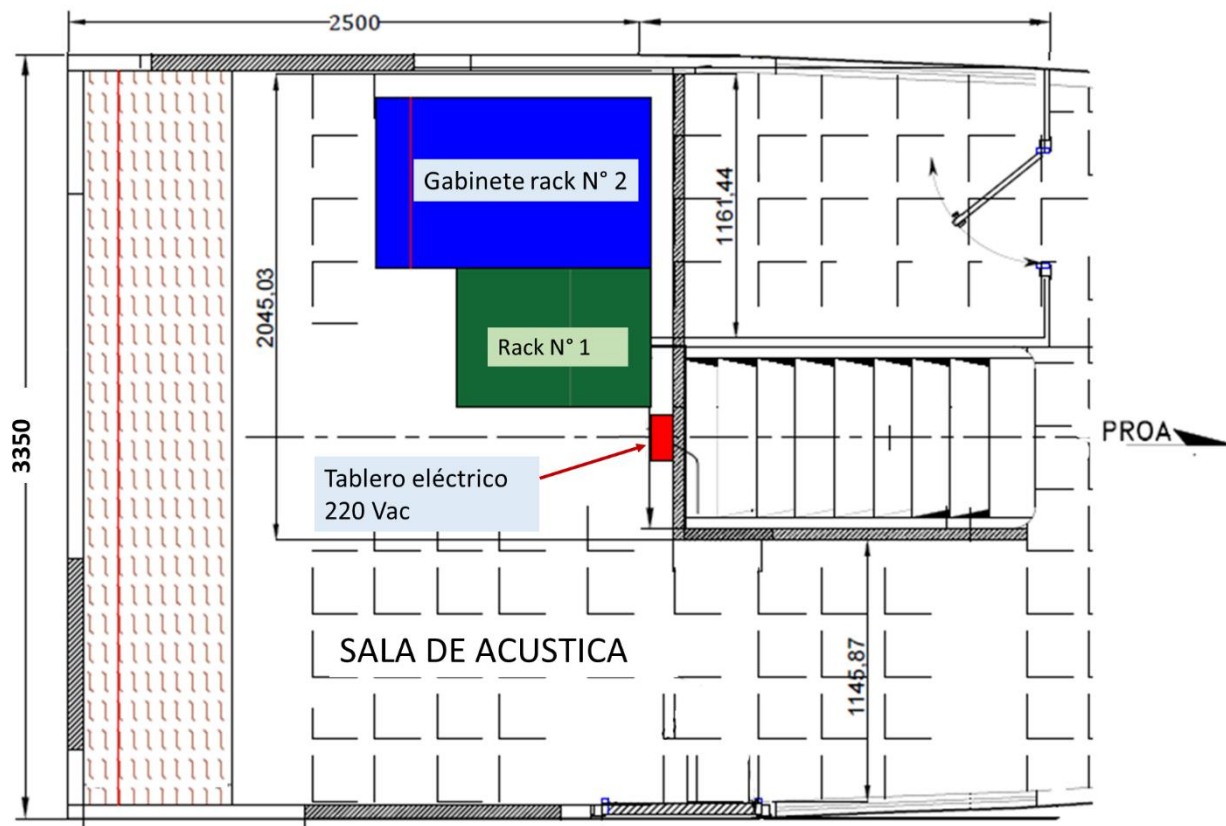 2500
Gabinete rack N° 2
1161,44
2045,03
Rack N° 1
3350
PROA
Tablero eléctrico
220 Vac
SALA DE ACUSTICA
1145,87